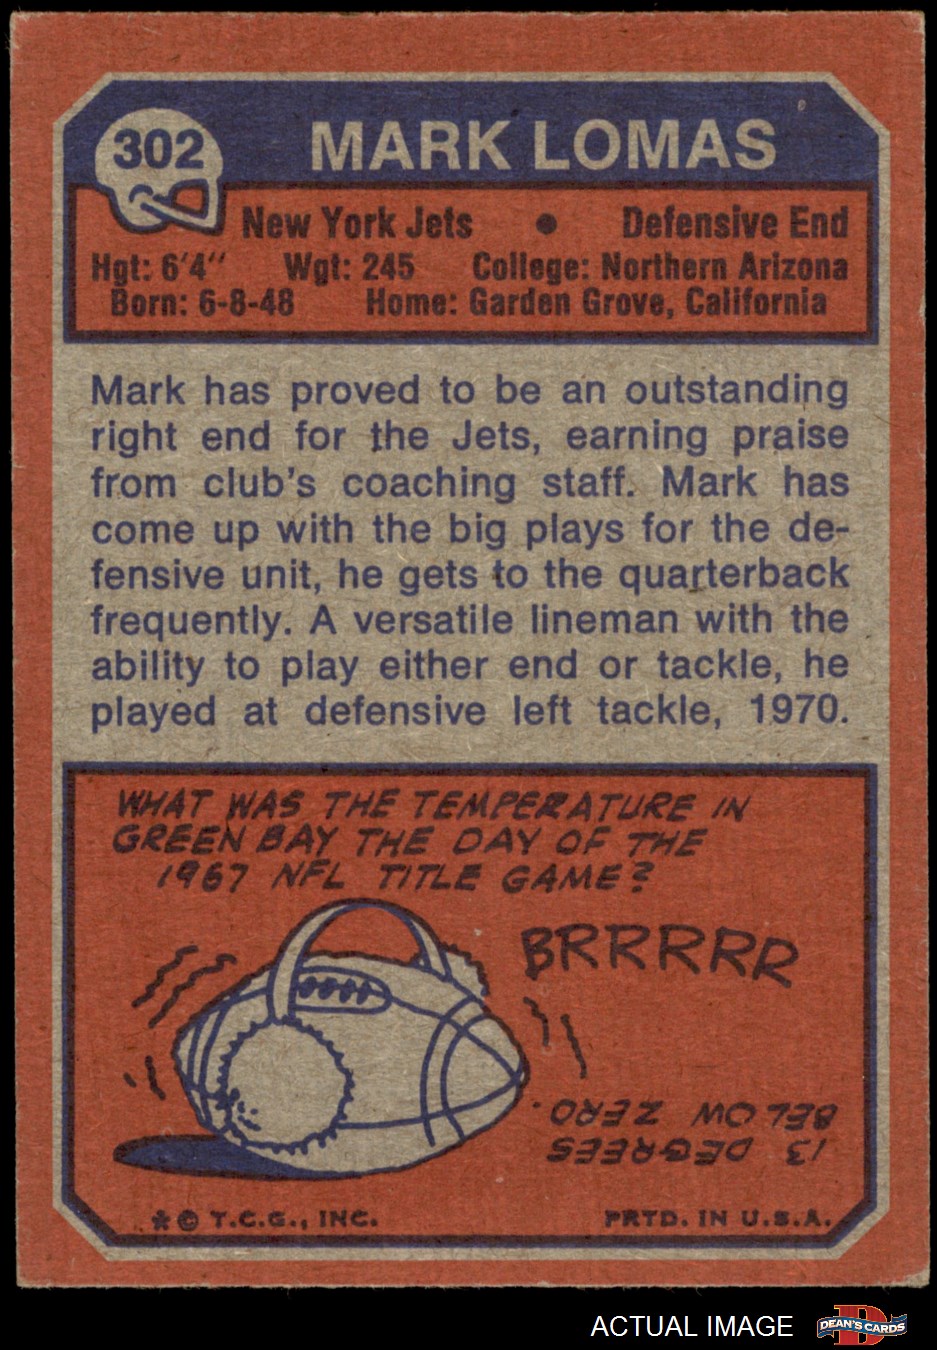 302
MARK LOMAS
New York Jets • Defensive End
Hgt: 6'4" Wgt: 245 College: Northern Arizona
Born: 6-8-48 Home: Garden Grove, California
Mark has proved to be an outstanding
right end for the Jets, earning praise
from club's coaching staff. Mark has
come up with the big plays for the de-
fensive unit, he gets to the quarterback
frequently. A versatile lineman with the
ability to play either end or tackle, he
played at defensive left tackle, 1970.
WHAT WAS THE TEMPERATURE IN
GREEN BAY THE DAY OF THE
1967 NFL TITLE GAME?
BRRRRR
13 DEGREES
BELOW ZERO.
* © T.C.G., INC. PRTD. IN U.S.A.
ACTUAL IMAGE
D
DEAN'S CARDS